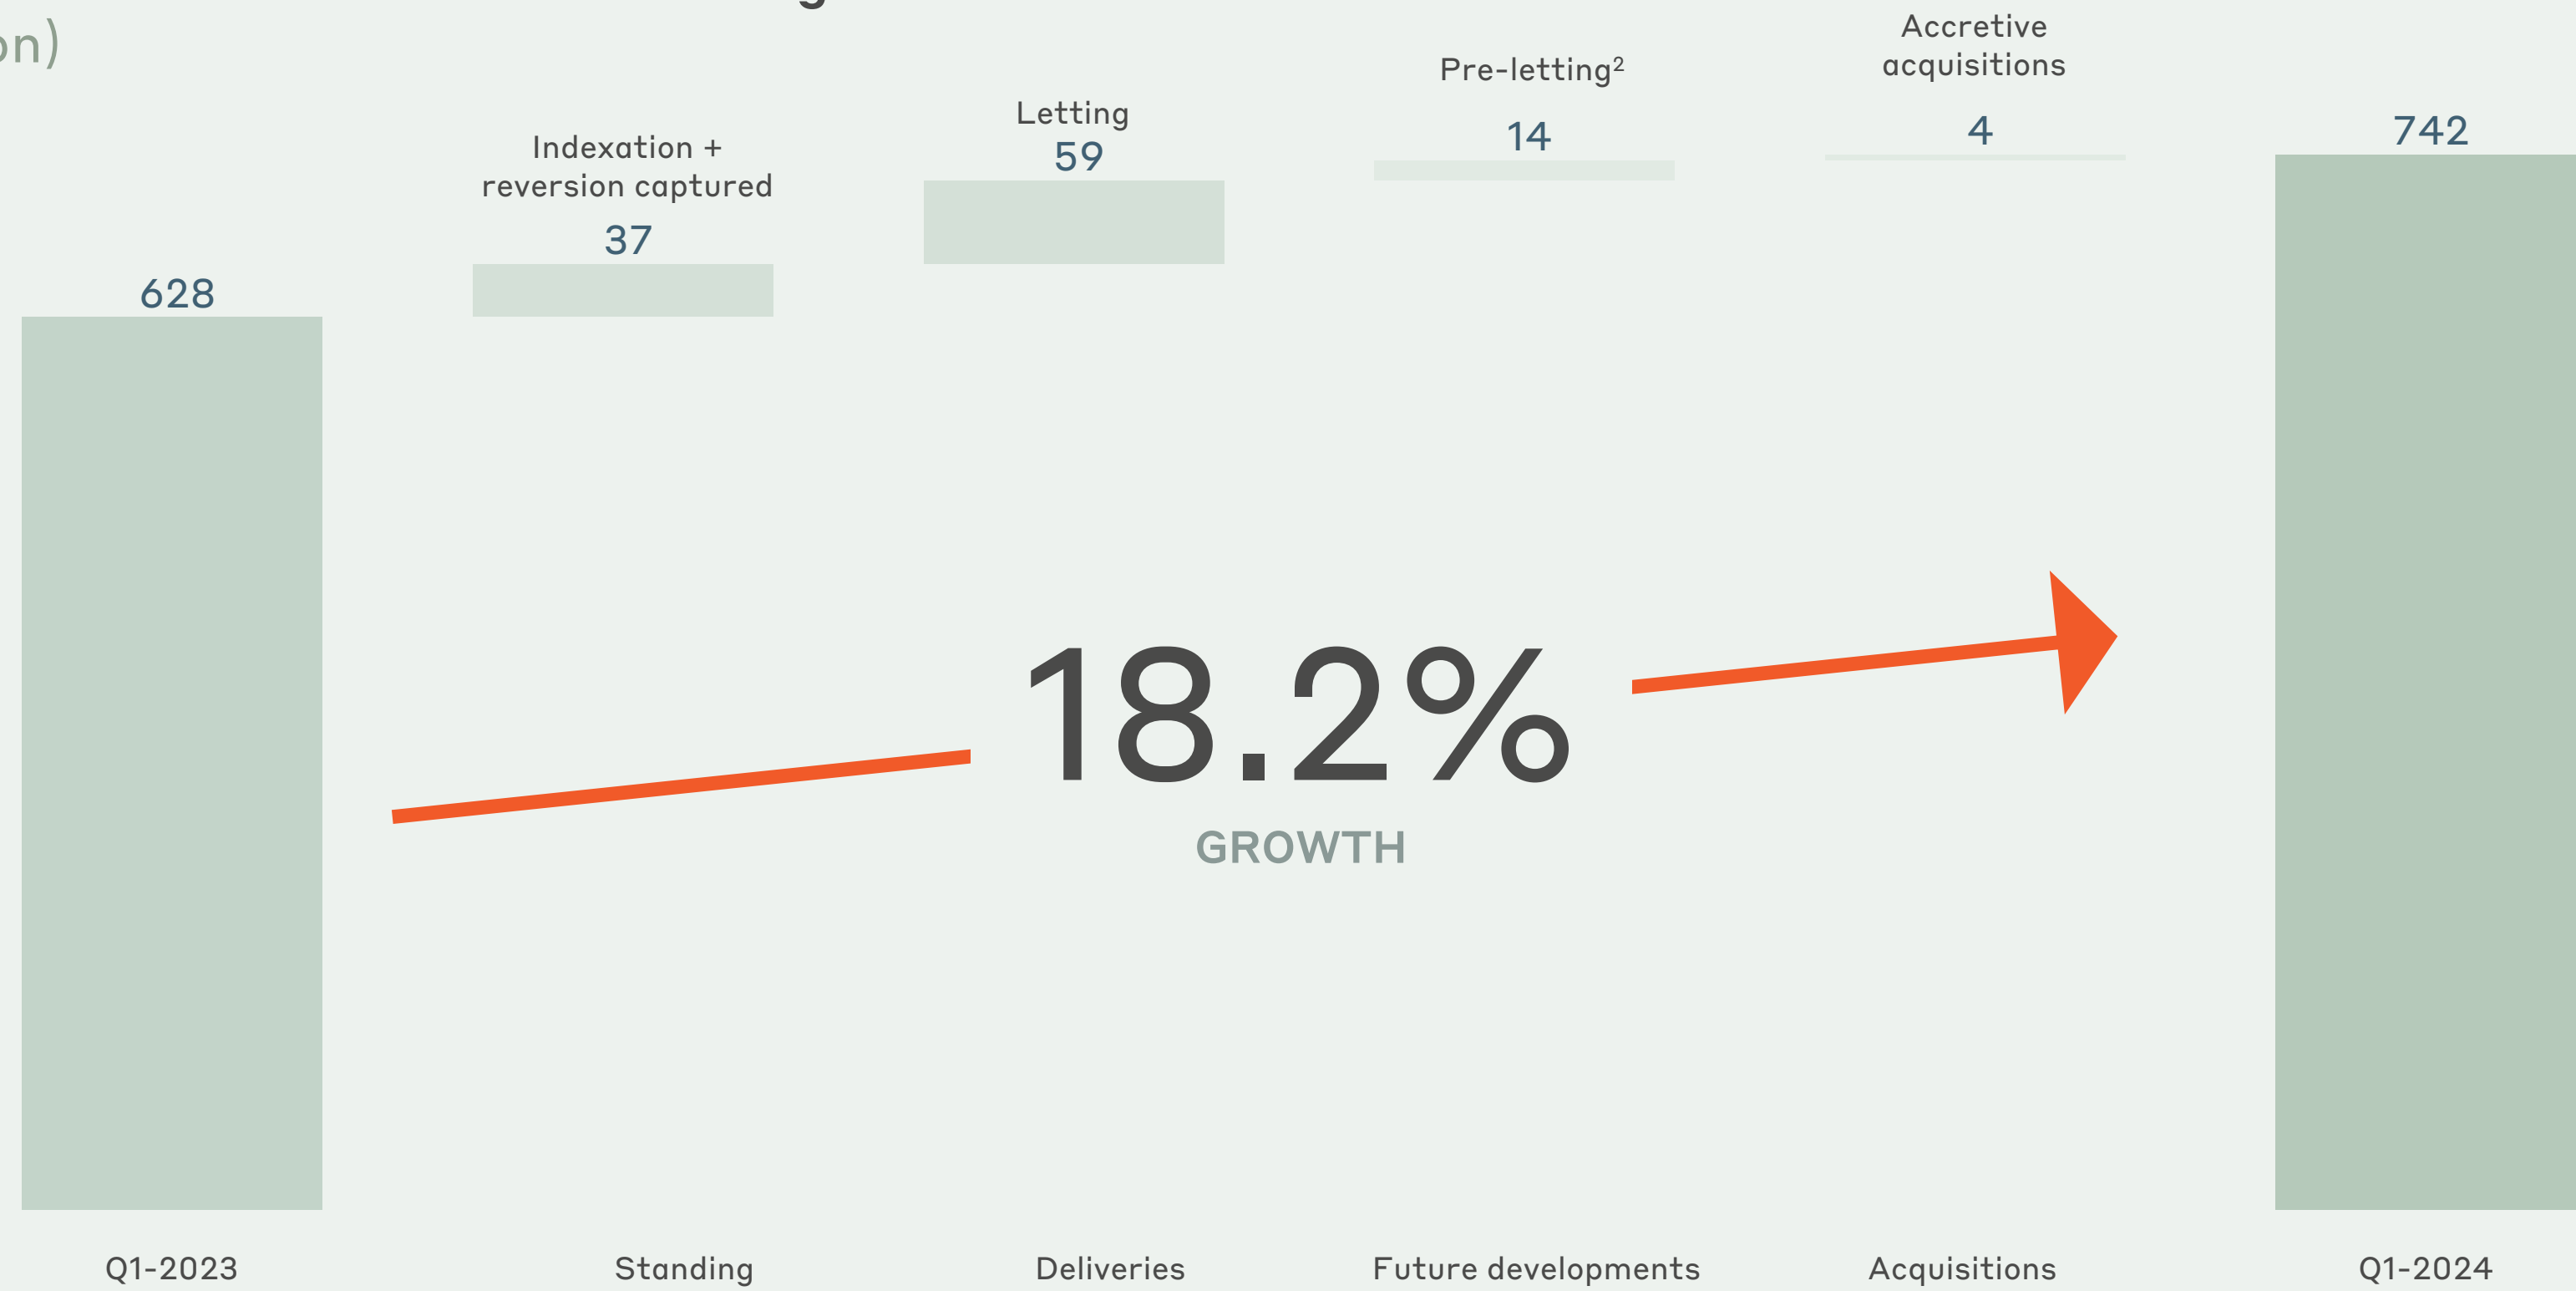 on)
Accretive
acquisitions
Pre-letting²
Letting
Indexation +
reversion captured
628
37
59
14
4
742
18.2%
GROWTH
Q1-2023
Standing
Deliveries
Future developments
Acquisitions
Q1-2024